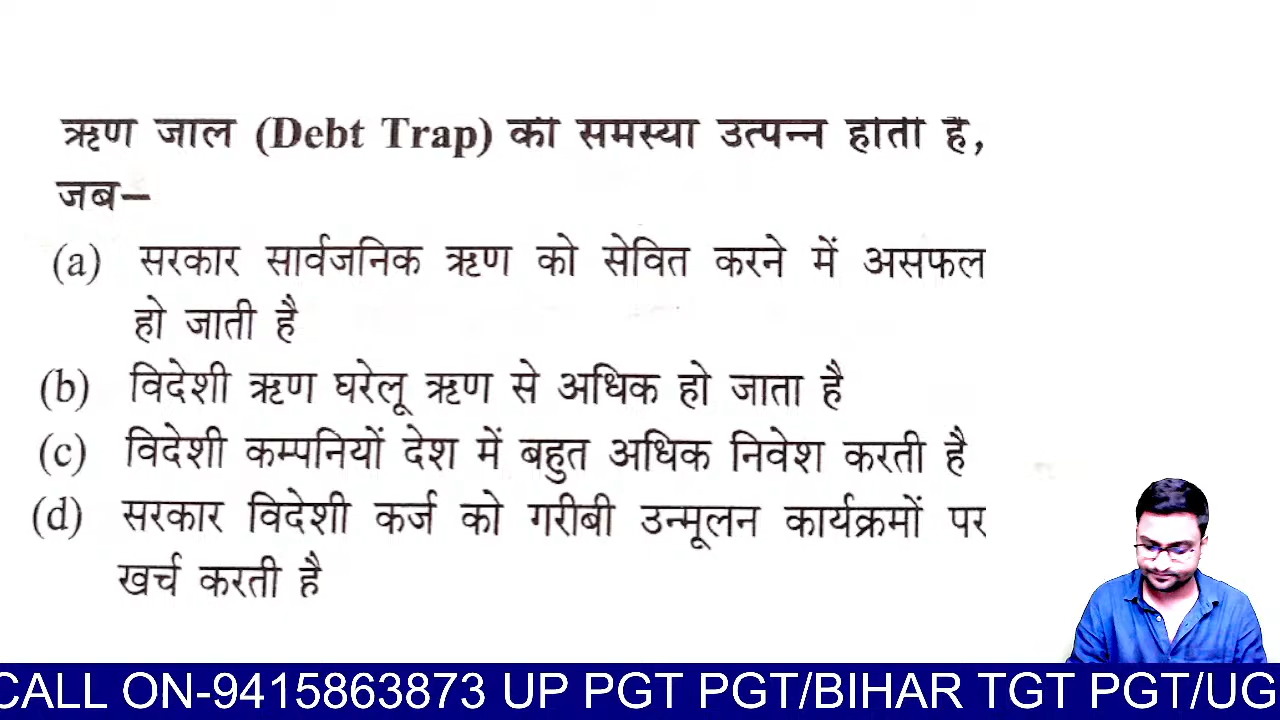 ऋण जाल (Debt Trap) की समस्या उत्पन्न होती है,
जब–
(a) सरकार सार्वजनिक ऋण को सेवित करने में असफल
हो जाती है
(b) विदेशी ऋण घरेलू ऋण से अधिक हो जाता है
(c) विदेशी कम्पनियों देश में बहुत अधिक निवेश करती है
(d) सरकार विदेशी कर्ज को गरीबी उन्मूलन कार्यक्रमों पर
खर्च करती है
CALL ON-9415863873 UP PGT PGT/BIHAR TGT PGT/UG